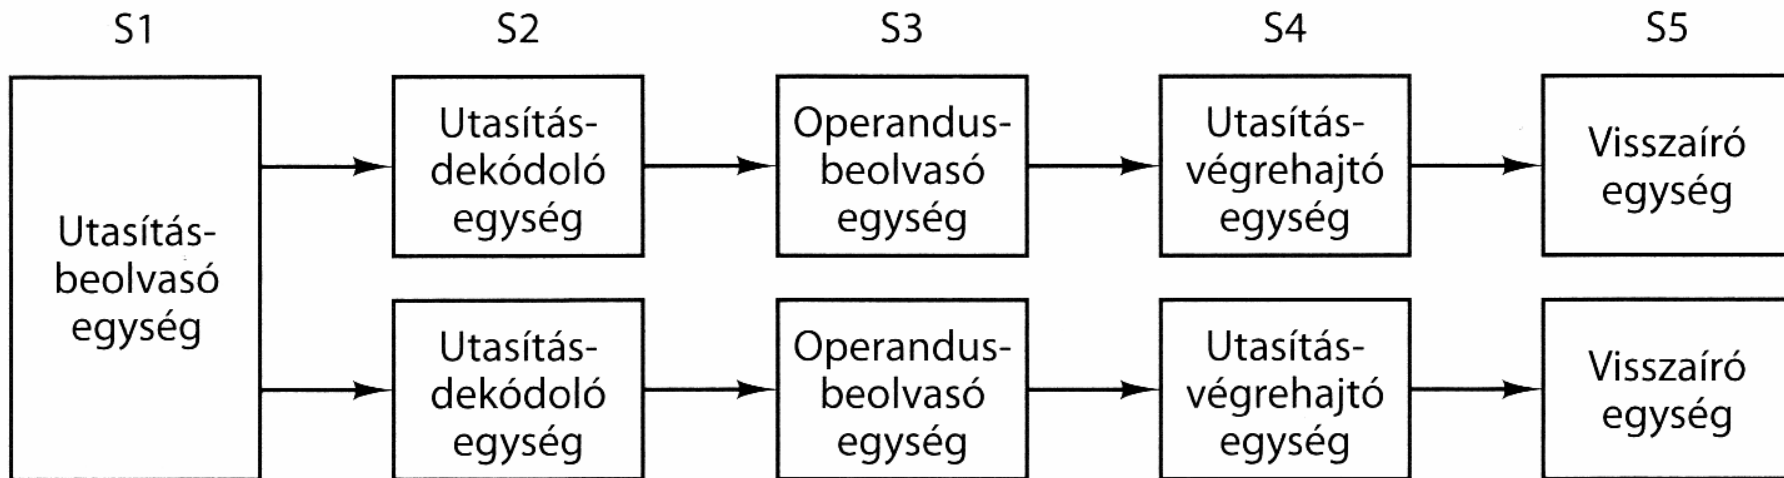 S1
S2
S3
S4
S5
Utasítás-
beolvasó
egység
Utasítás-
dekódoló
egység
Operandus-
beolvasó
egység
Utasítás-
végrehajtó
egység
Visszaíró
egység
Utasítás-
dekódoló
egység
Operandus-
beolvasó
egység
Utasítás-
végrehajtó
egység
Visszaíró
egység